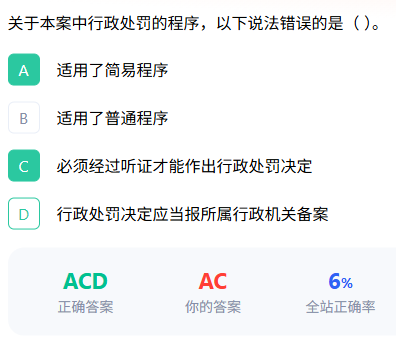 关于本案中行政处罚的程序，以下说法错误的是（ ）。
A 适用了简易程序
B 适用了普通程序
C 必须经过听证才能作出行政处罚决定
D 行政处罚决定应当报所属行政机关备案
ACD AC 6%
正确答案 你的答案 全站正确率